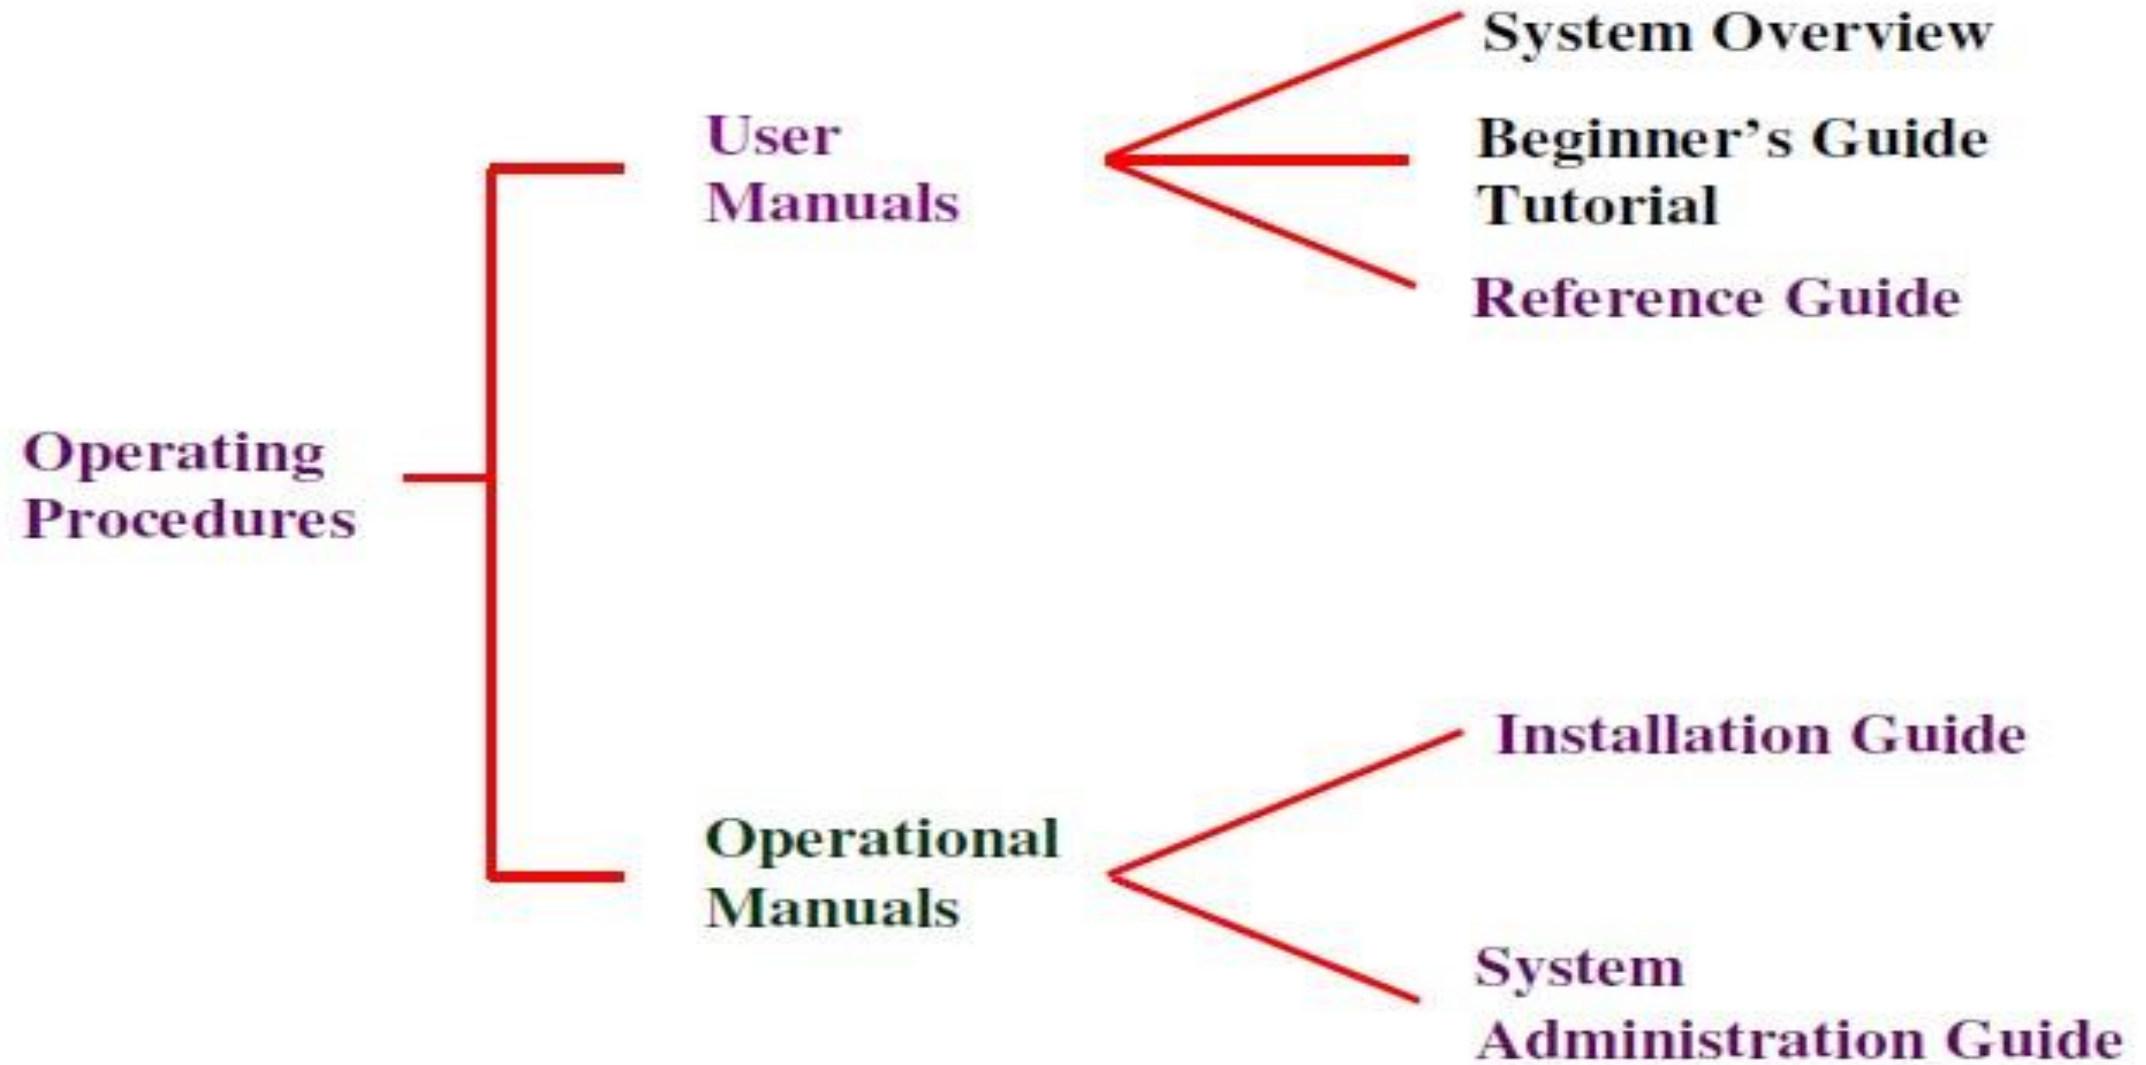 System Overview
User
Manuals
Beginner’s Guide
Tutorial
Reference Guide
Operating
Procedures
Installation Guide
Operational
Manuals
System
Administration Guide